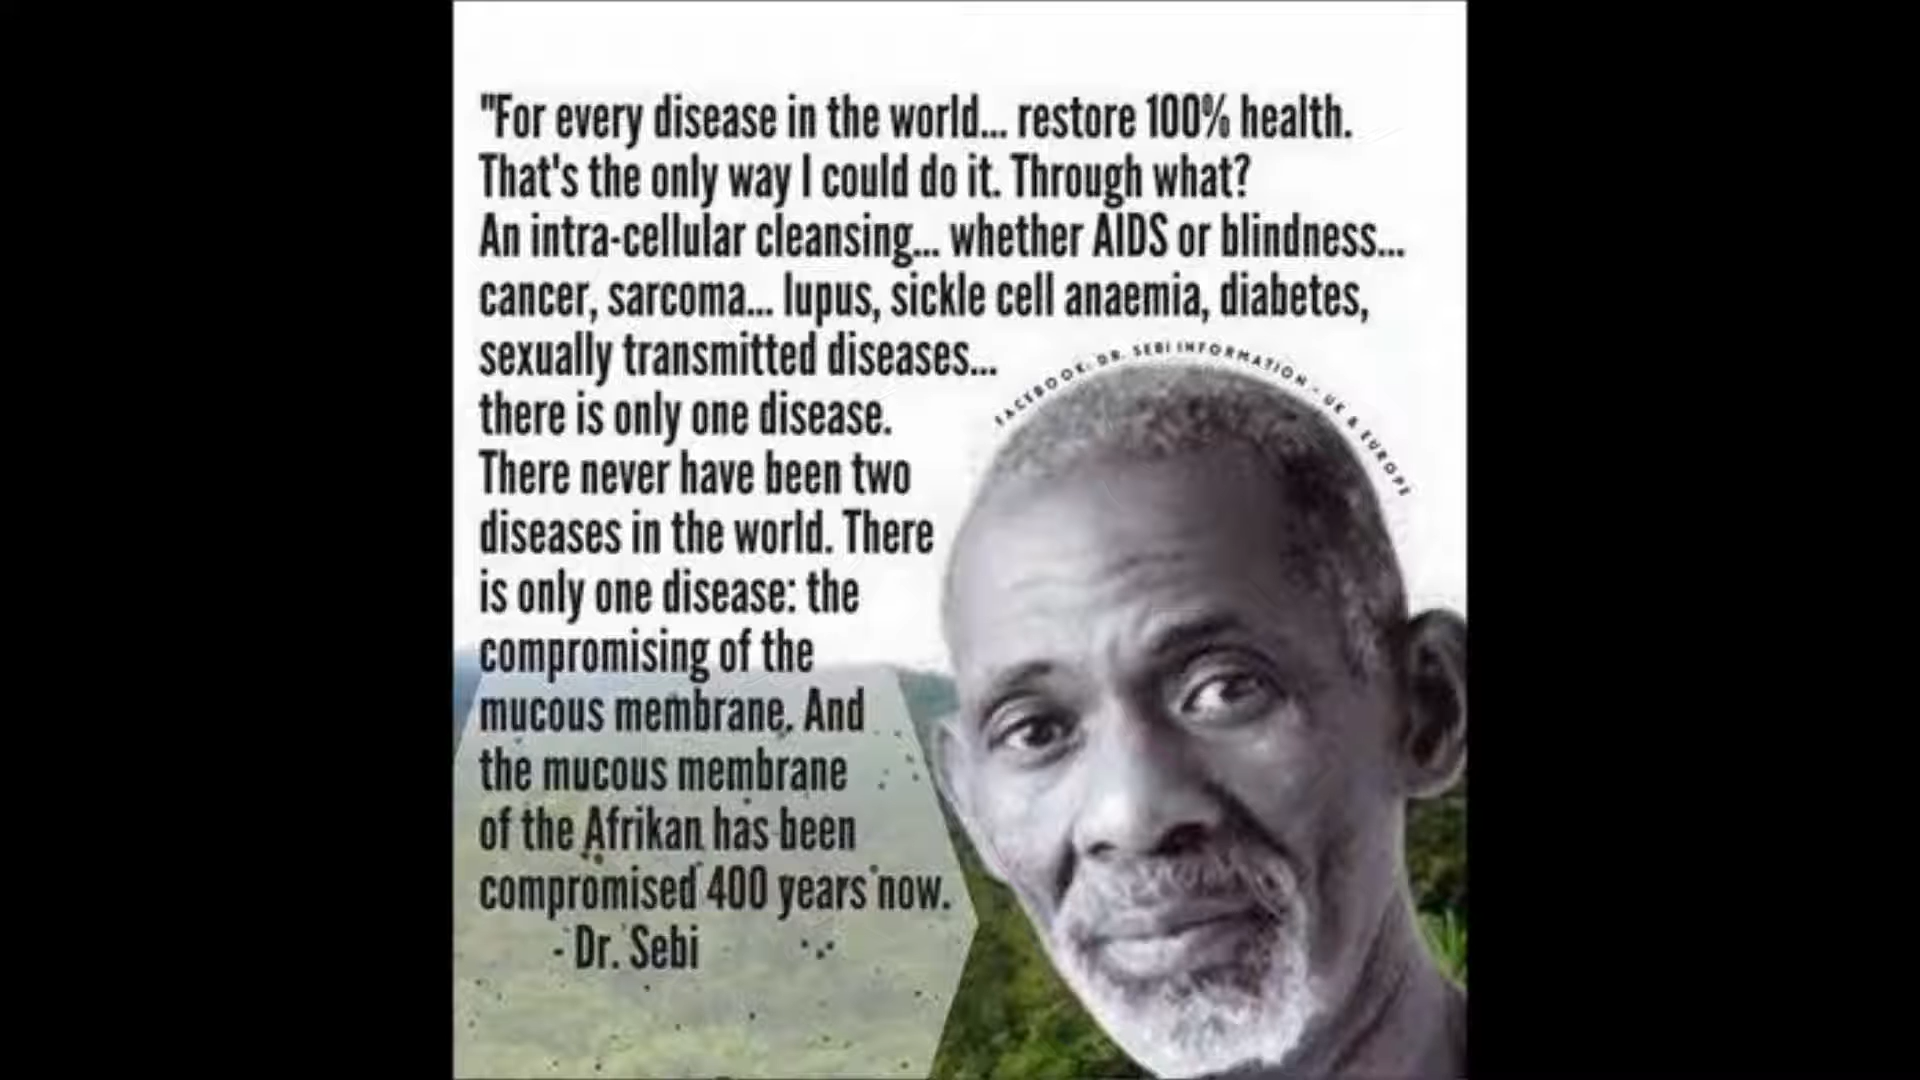 "For every disease in the world... restore 100% health.
That's the only way I could do it. Through what?
An intra-cellular cleansing... whether AIDS or blindness...
cancer, sarcoma... lupus, sickle cell anaemia, diabetes,
sexually transmitted diseases...
there is only one disease.
There never have been two
diseases in the world. There
is only one disease: the
compromising of the
mucous membrane. And
the mucous membrane
of the Afrikan has been
compromised 400 years now.
- Dr. Sebi
FACEBOOK: DR. SEBI INFORMATION - UK & EUROPE